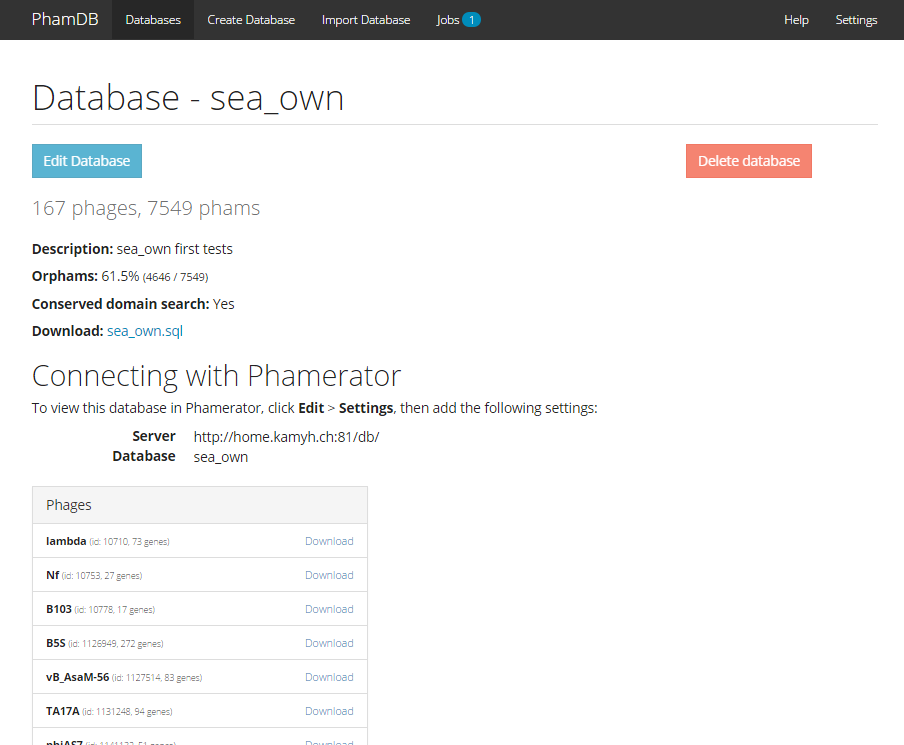 PhamDB Databases Create Database Import Database Jobs 1 Help Settings
Database - sea_own
Edit Database Delete database
167 phages, 7549 phams
Description: sea_own first tests
Orphams: 61.5% (4646 / 7549)
Conserved domain search: Yes
Download: sea_own.sql
Connecting with Phamerator
To view this database in Phamerator, click Edit > Settings, then add the following settings:
Server http://home.kamyh.ch:81/db/
Database sea_own
Phages
lambda (id: 10710, 73 genes) Download
Nf (id: 10753, 27 genes) Download
B103 (id: 10778, 17 genes) Download
B5S (id: 1126949, 272 genes) Download
vB_AsaM-56 (id: 1127514, 83 genes) Download
TA17A (id: 1131248, 94 genes) Download
Download